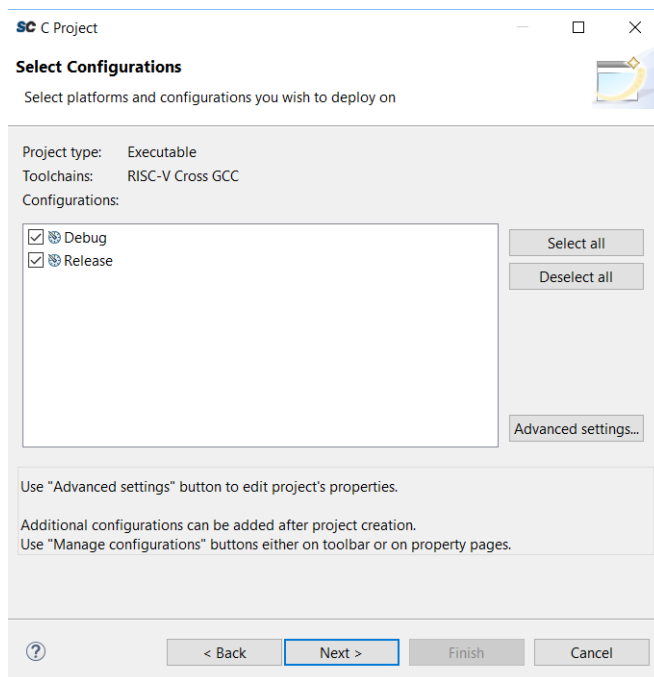 SC C Project
Select Configurations
Select platforms and configurations you wish to deploy on
Project type: Executable
Toolchains: RISC-V Cross GCC
Configurations:
Debug
Release
Select all
Deselect all
Advanced settings...
Use "Advanced settings" button to edit project's properties.
Additional configurations can be added after project creation.
Use "Manage configurations" buttons either on toolbar or on property pages.
? < Back Next > Finish Cancel